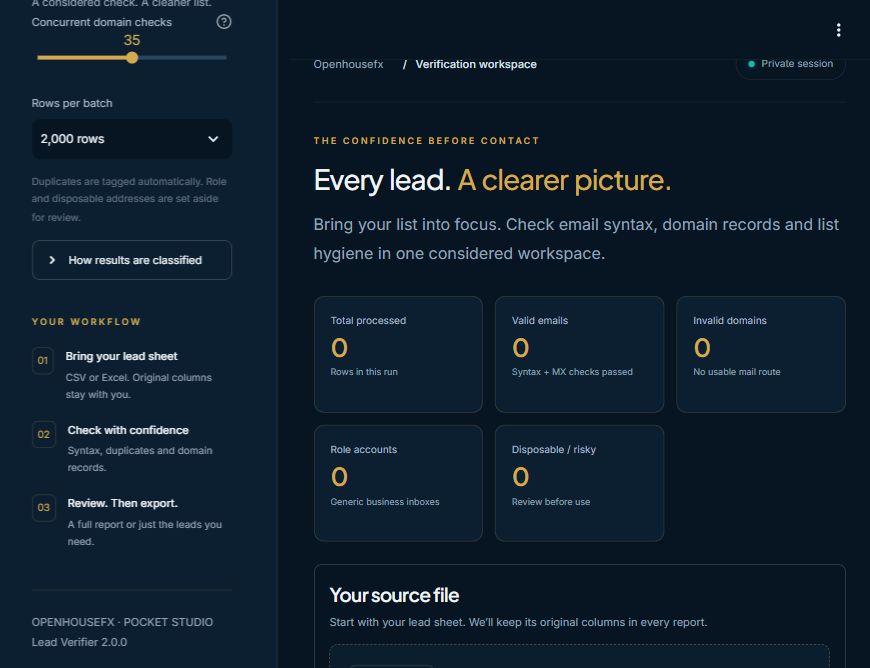 A considered check. A cleaner list.
Concurrent domain checks
35
Rows per batch
2,000 rows
Duplicates are tagged automatically. Role
and disposable addresses are set aside
for review.
How results are classified
YOUR WORKFLOW
01 Bring your lead sheet
CSV or Excel. Original columns
stay with you.
02 Check with confidence
Syntax, duplicates and domain
records.
03 Review. Then export.
A full report or just the leads you
need.
OPENHOUSEFX · POCKET STUDIO
Lead Verifier 2.0.0
Openhousefx / Verification workspace
Private session
THE CONFIDENCE BEFORE CONTACT
Every lead. A clearer picture.
Bring your list into focus. Check email syntax, domain records and list
hygiene in one considered workspace.
Total processed
0
Rows in this run
Valid emails
0
Syntax + MX checks passed
Invalid domains
0
No usable mail route
Role accounts
0
Generic business inboxes
Disposable / risky
0
Review before use
Your source file
Start with your lead sheet. We'll keep its original columns in every report.